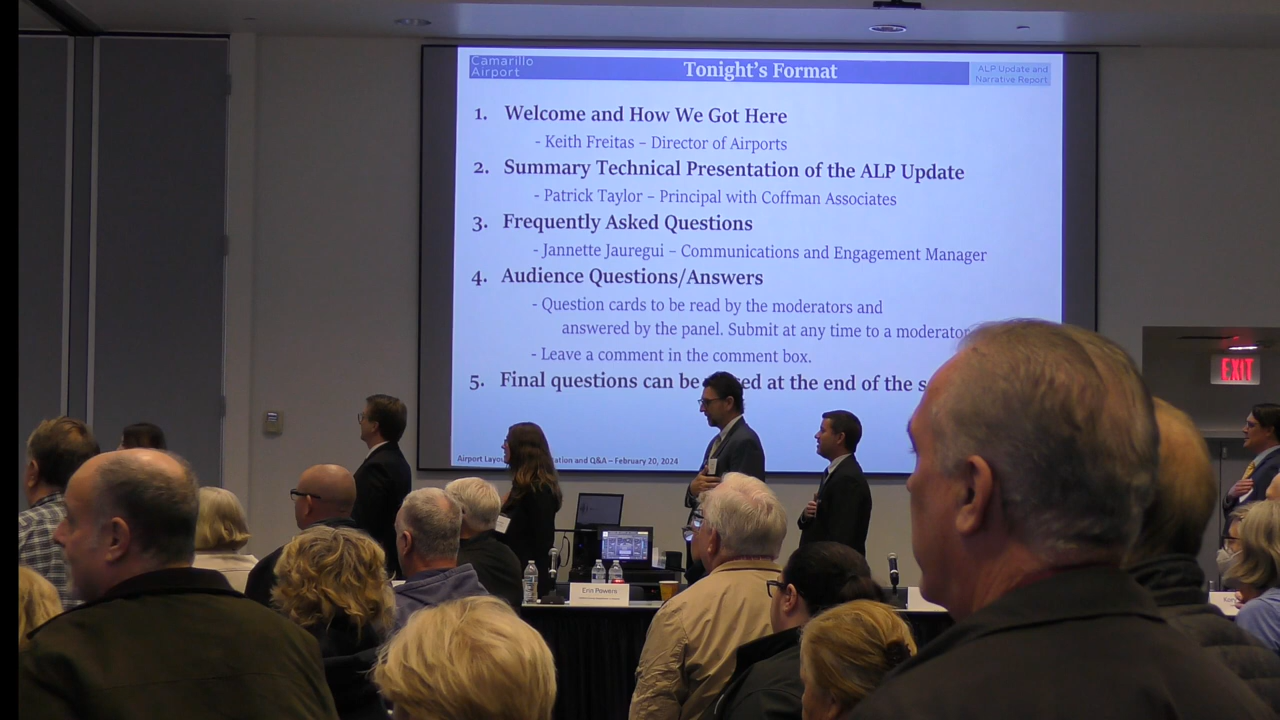 Camarillo
Airport
Tonight's Format
ALP Update and
Narrative Report
1. Welcome and How We Got Here
- Keith Freitas – Director of Airports
2. Summary Technical Presentation of the ALP Update
- Patrick Taylor – Principal with Coffman Associates
3. Frequently Asked Questions
- Jannette Jauregui – Communications and Engagement Manager
4. Audience Questions/Answers
- Question cards to be read by the moderators and
answered by the panel. Submit at any time to a moderator
- Leave a comment in the comment box.
5. Final questions can be at the end of the
Airport and Q&A – February 20, 2024
EXIT
Erin Powers